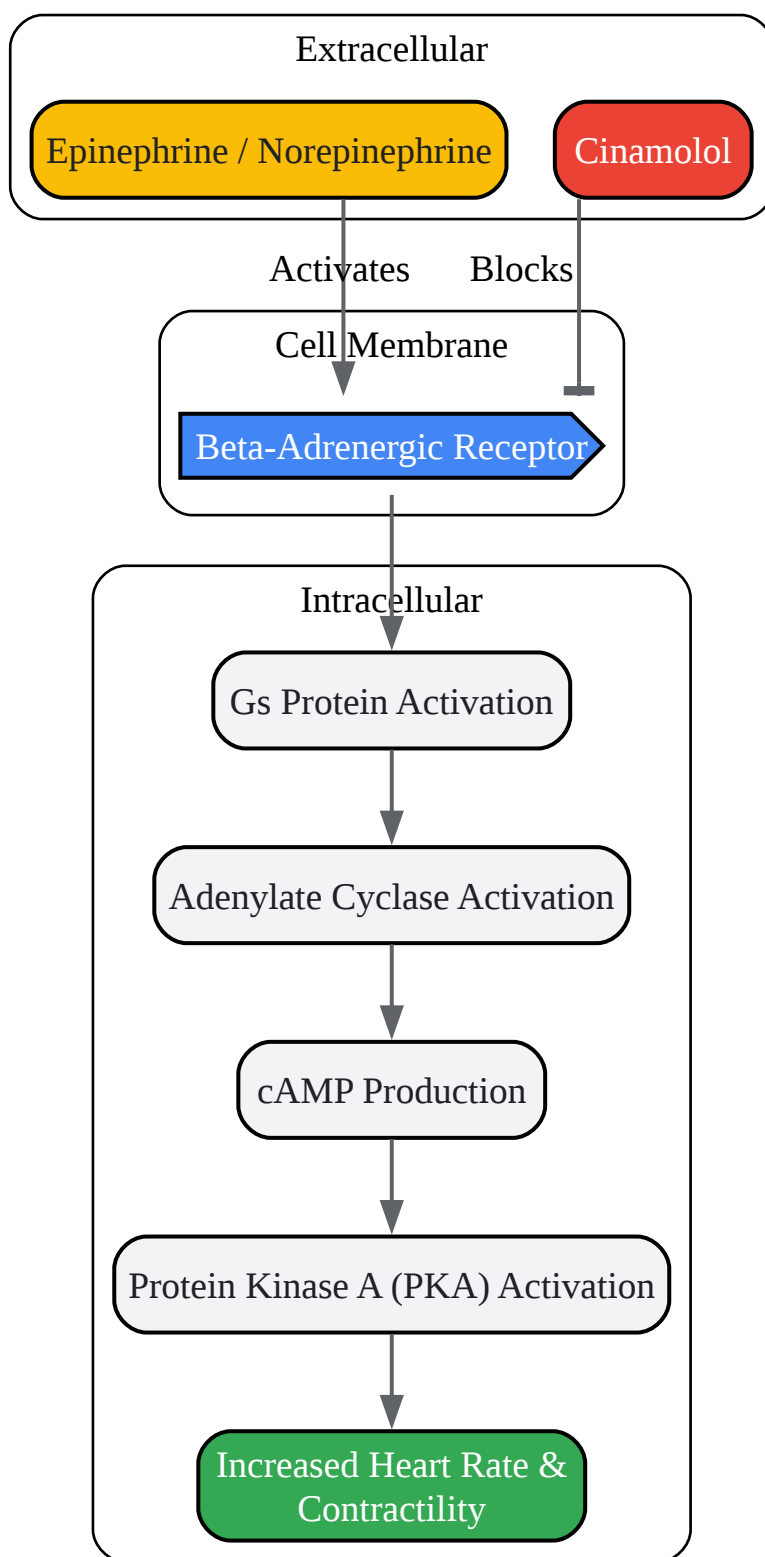 Extracellular
Epinephrine / Norepinephrine
Cinamolol
Activates
Blocks
Cell Membrane
Beta-Adrenergic Receptor
Intracellular
Gs Protein Activation
Adenylate Cyclase Activation
cAMP Production
Protein Kinase A (PKA) Activation
Increased Heart Rate &
Contractility